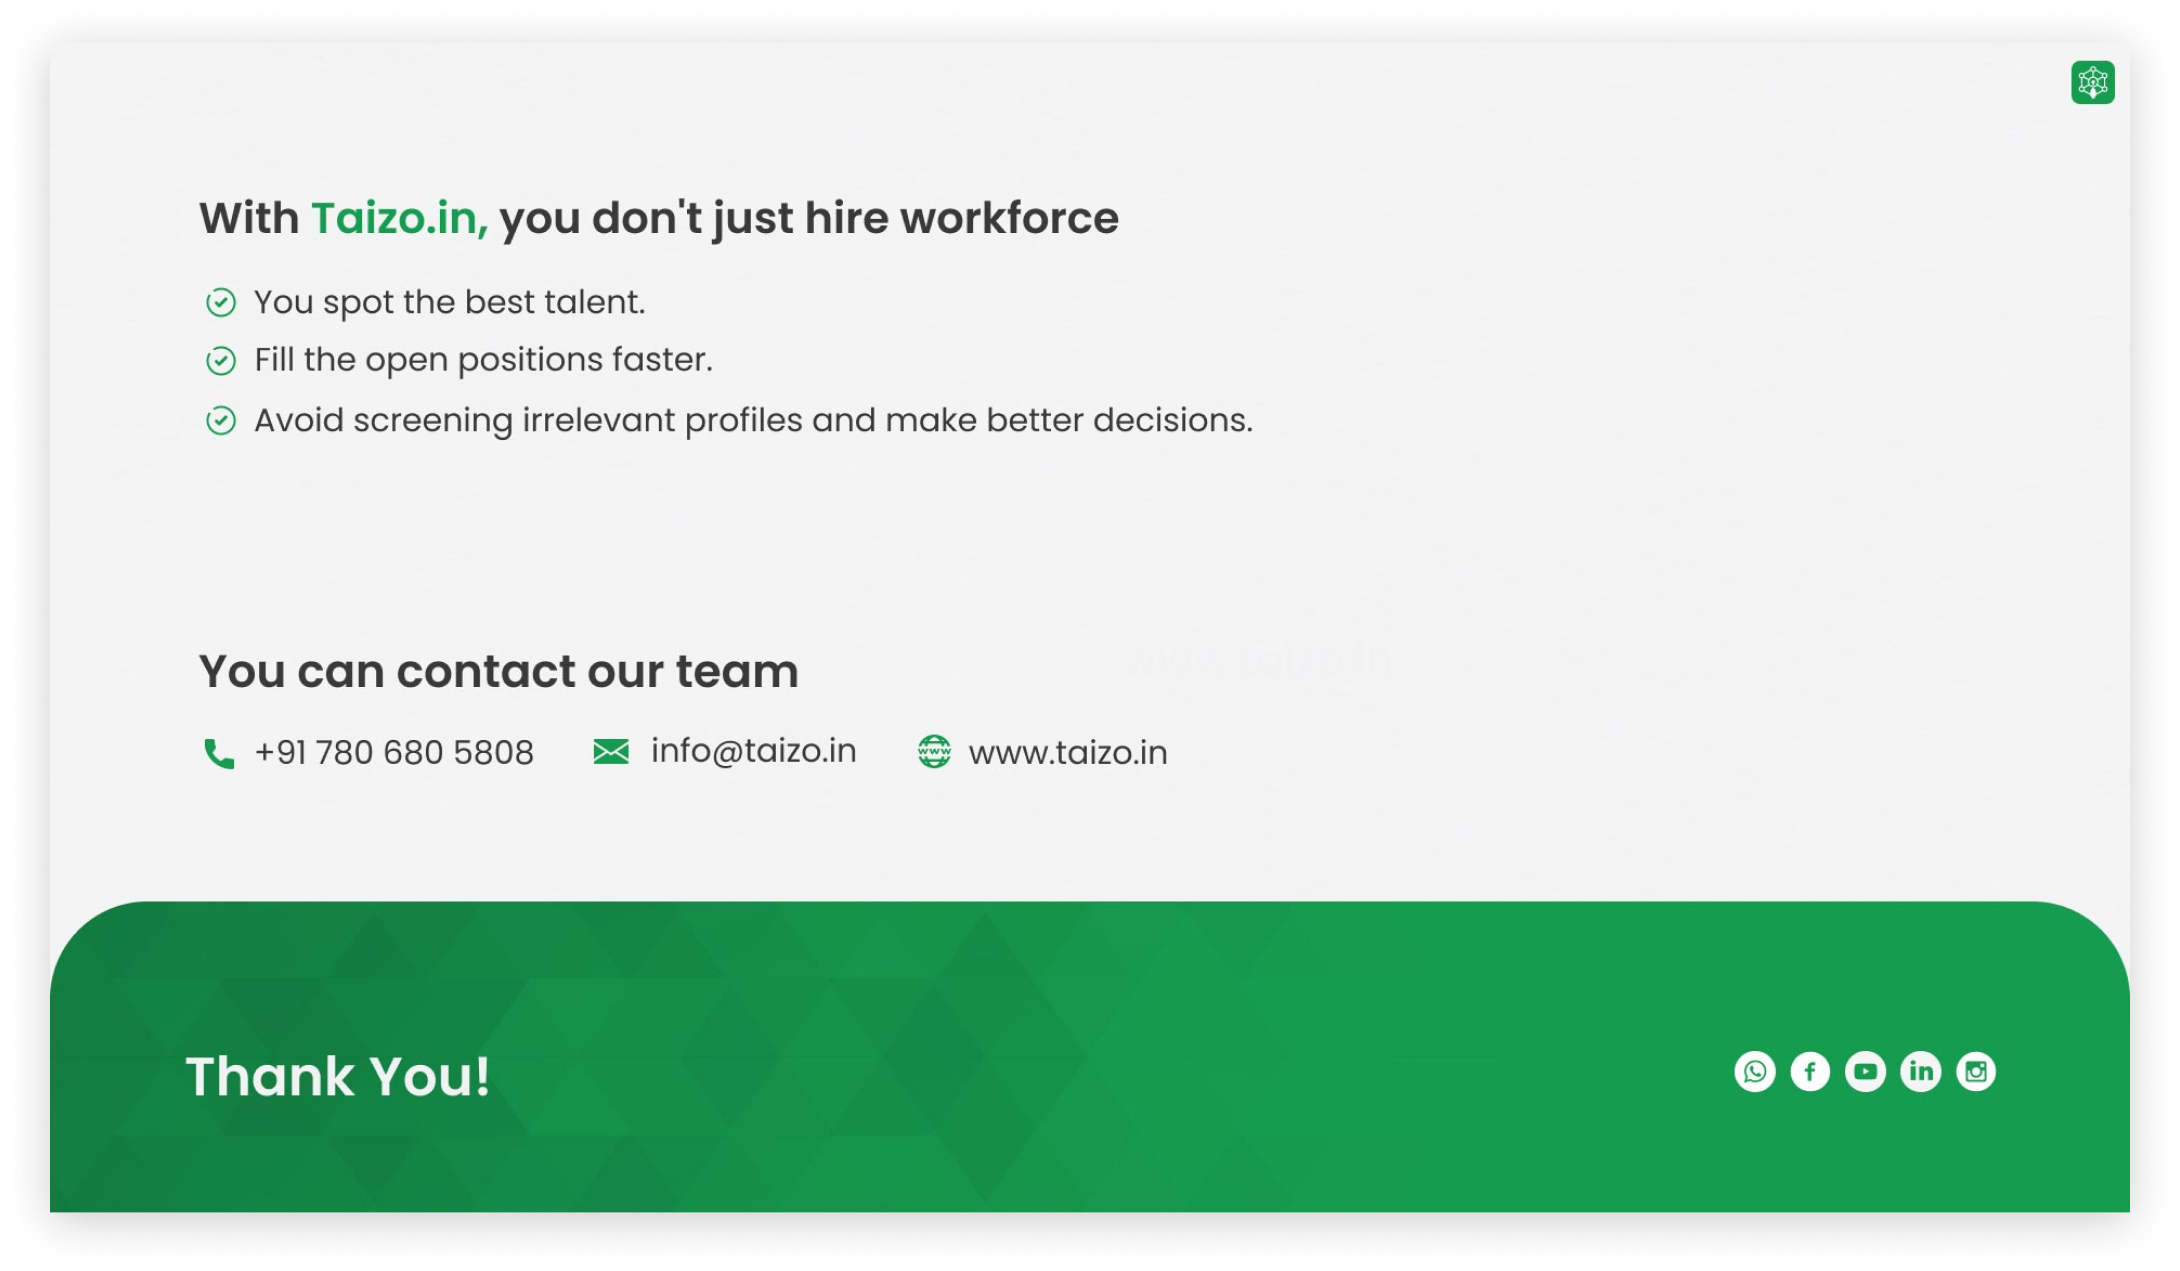 With Taizo.in, you don't just hire workforce
You spot the best talent.
Fill the open positions faster.
Avoid screening irrelevant profiles and make better decisions.
You can contact our team
+91 780 680 5808 info@taizo.in www.taizo.in
Thank You!